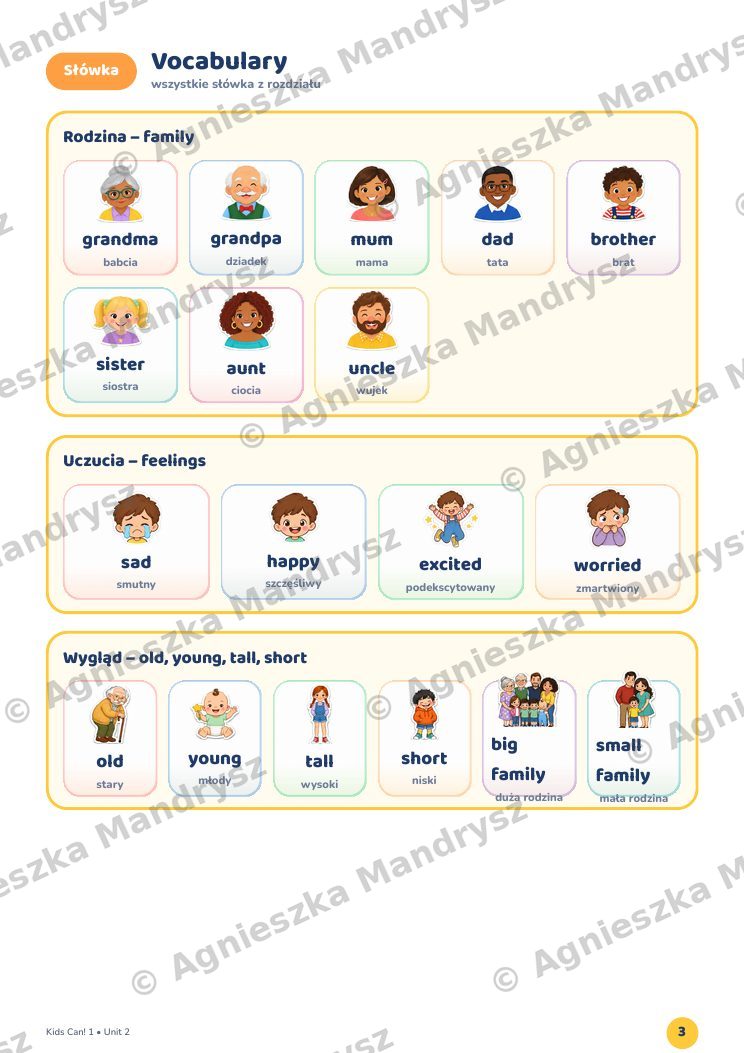 Słówka
Vocabulary
wszystkie słówka z rozdziału
Rodzina – family
grandma grandpa mum dad brother
babcia dziadek mama tata brat
sister aunt uncle
siostra ciocia wujek
Uczucia – feelings
sad happy excited worried
smutny szczęśliwy podekscytowany zmartwiony
Wygląd – old, young, tall, short
old young tall short big family small family
stary młody wysoki niski duża rodzina mała rodzina
© Agnieszka Mandrysz
Kids Can! 1 • Unit 2
3